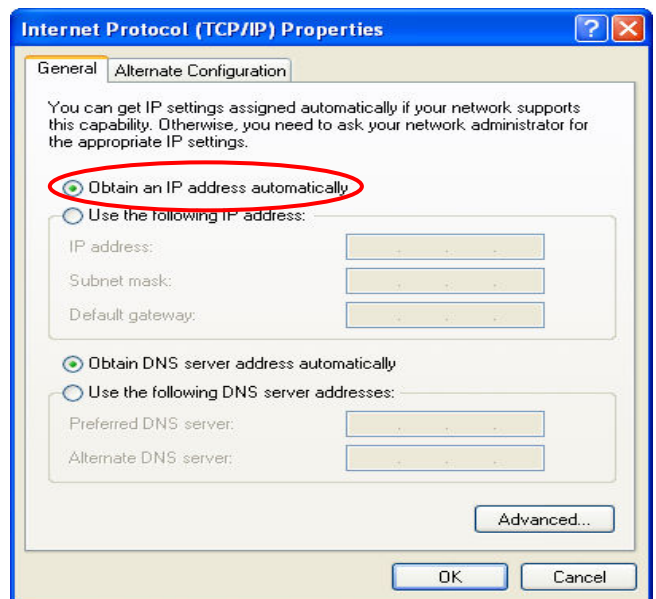 Internet Protocol (TCP/IP) Properties
General
Alternate Configuration
You can get IP settings assigned automatically if your network supports
this capability. Otherwise, you need to ask your network administrator for
the appropriate IP settings.
Obtain an IP address automatically
Use the following IP address:
IP address:
Subnet mask:
Default gateway:
Obtain DNS server address automatically
Use the following DNS server addresses:
Preferred DNS server:
Alternate DNS server:
Advanced...
OK
Cancel